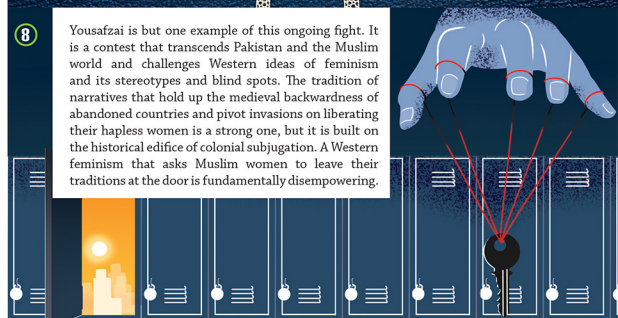 8
Yousafzai is but one example of this ongoing fight. It
is a contest that transcends Pakistan and the Muslim
world and challenges Western ideas of feminism
and its stereotypes and blind spots. The tradition of
narratives that hold up the medieval backwardness of
abandoned countries and pivot invasions on liberating
their hapless women is a strong one, but it is built on
the historical edifice of colonial subjugation. A Western
feminism that asks Muslim women to leave their
traditions at the door is fundamentally disempowering.